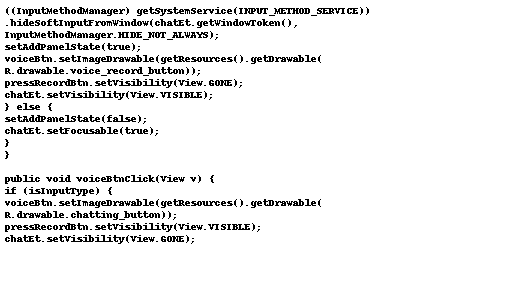 ((InputMethodManager) getSystemService(INPUT_METHOD_SERVICE))
.hideSoftInputFromWindow(chatEt.getWindowToken(),
InputMethodManager.HIDE_NOT_ALWAYS);
setAddPanelState(true);
voiceBtn.setImageDrawable(getResources().getDrawable(
R.drawable.voice_record_button));
pressRecordBtn.setVisibility(View.GONE);
chatEt.setVisibility(View.VISIBLE);
} else {
setAddPanelState(false);
chatEt.setFocusable(true);
}
}

public void voiceBtnClick(View v) {
if (isInputType) {
voiceBtn.setImageDrawable(getResources().getDrawable(
R.drawable.chatting_button));
pressRecordBtn.setVisibility(View.VISIBLE);
chatEt.setVisibility(View.GONE);